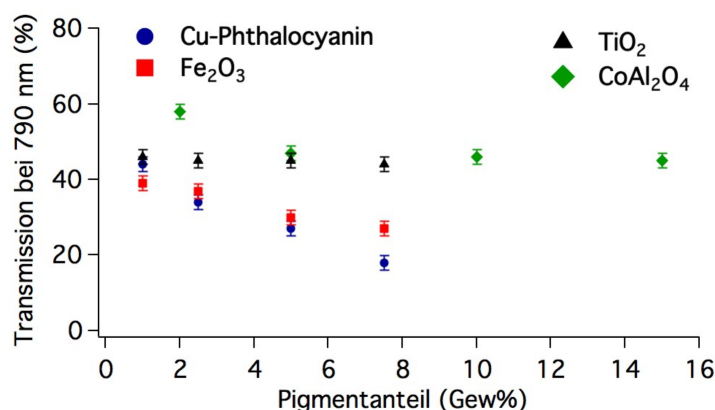 80
60
40
20
0
Transmission bei 790 nm (%)
Cu-Phthalocyanin
Fe₂O₃
TiO₂
CoAl₂O₄
0 2 4 6 8 10 12 14 16
Pigmentanteil (Gew%)